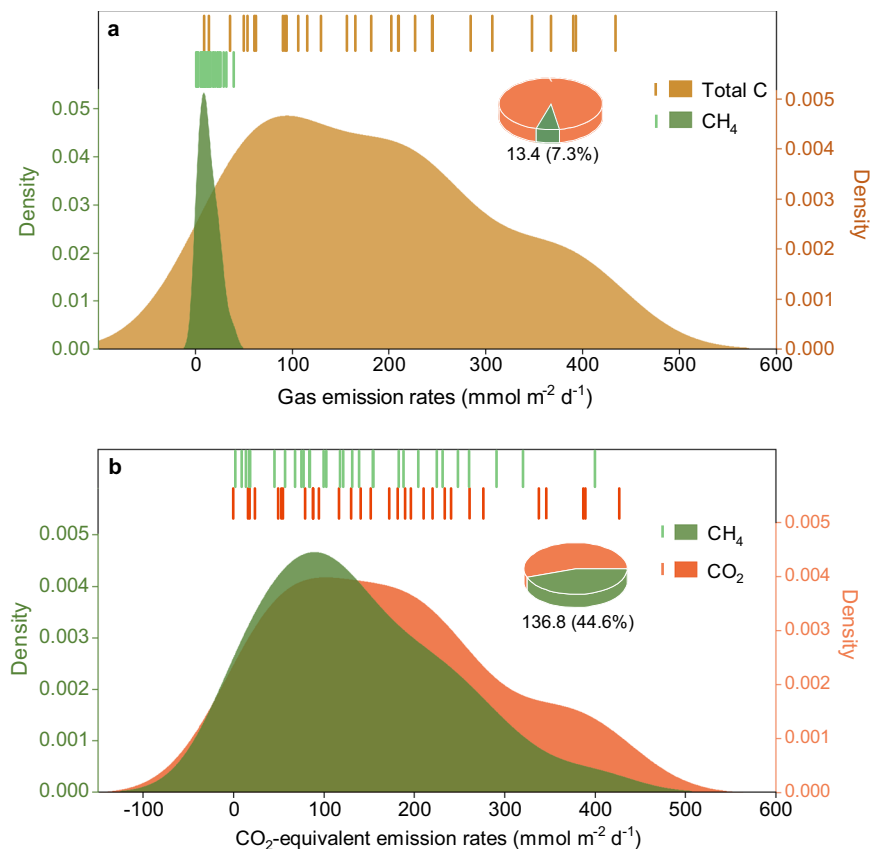 a
Total C
CH₄
13.4 (7.3%)
0.05
0.04
0.03
0.02
0.01
0.00
Density
0.005
0.004
0.003
0.002
0.001
0.000
Density
0 100 200 300 400 500 600
Gas emission rates (mmol m⁻² d⁻¹)
b
CH₄
CO₂
136.8 (44.6%)
0.005
0.004
0.003
0.002
0.001
0.000
Density
0.005
0.004
0.003
0.002
0.001
0.000
Density
-100 0 100 200 300 400 500 600
CO₂-equivalent emission rates (mmol m⁻² d⁻¹)